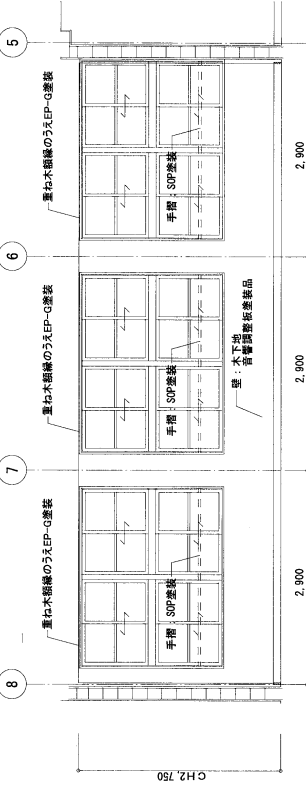 8
7
6
5
重ね木額縁のうえEP-G塗装
重ね木額縁のうえEP-G塗装
重ね木額縁のうえEP-G塗装
手摺：SOP塗装
手摺：SOP塗装
手摺：SOP塗装
壁：木下地
音響調整板塗装品
CH2,750
2,900
2,900
2,900